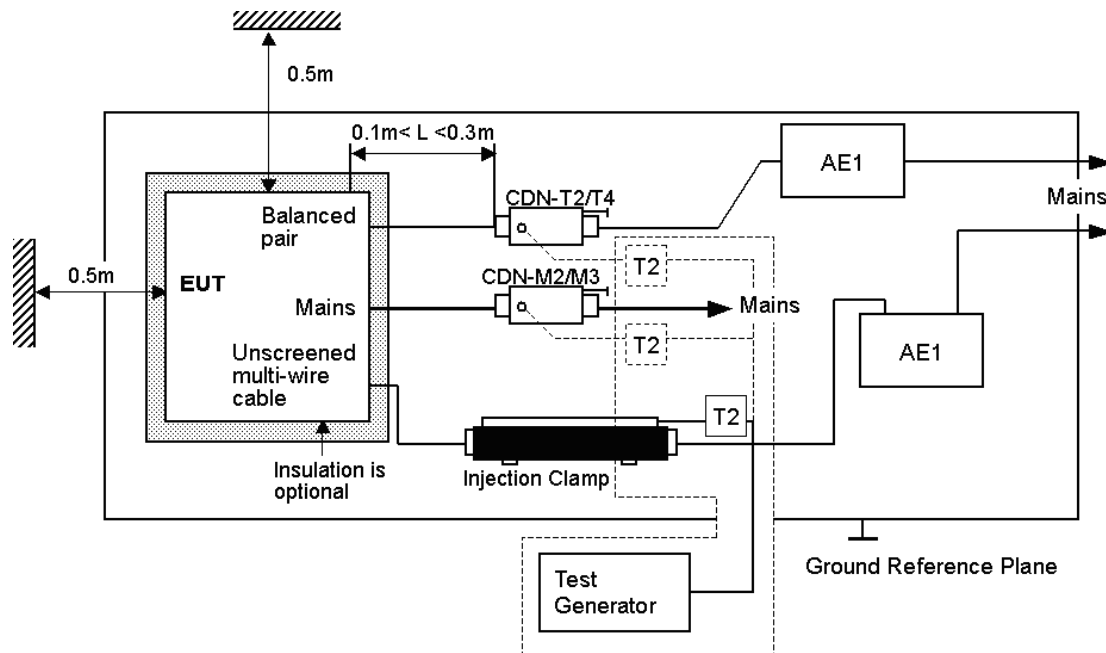 0.5m
0.1m< L <0.3m
AE1
Mains
CDN-T2/T4
Balanced
pair
T2
0.5m
EUT
CDN-M2/M3
Mains
Mains
T2
AE1
Unscreened
multi-wire
cable
T2
Insulation is
optional
Injection Clamp
Test
Generator
Ground Reference Plane